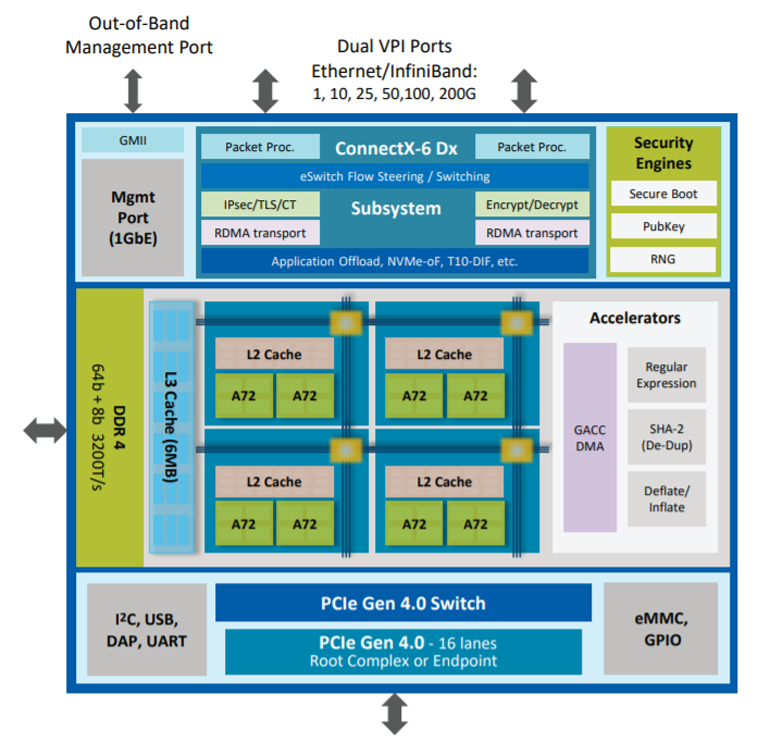 Out-of-Band
Management Port
Dual VPI Ports
Ethernet/InfiniBand:
1, 10, 25, 50,100, 200G
GMII
Mgmt
Port
(1GbE)
Packet Proc.
ConnectX-6 Dx
Packet Proc.
eSwitch Flow Steering / Switching
IPsec/TLS/CT
Subsystem
Encrypt/Decrypt
RDMA transport
RDMA transport
Application Offload, NVMe-oF, T10-DIF, etc.
Security
Engines
Secure Boot
PubKey
RNG
DDR 4
64b + 8b 3200T/s
L3 Cache (6MB)
L2 Cache
A72
A72
L2 Cache
A72
A72
L2 Cache
A72
A72
L2 Cache
A72
A72
Accelerators
GACC
DMA
Regular
Expression
SHA-2
(De-Dup)
Deflate/
Inflate
I²C, USB,
DAP, UART
PCIe Gen 4.0 Switch
PCIe Gen 4.0 - 16 lanes
Root Complex or Endpoint
eMMC,
GPIO